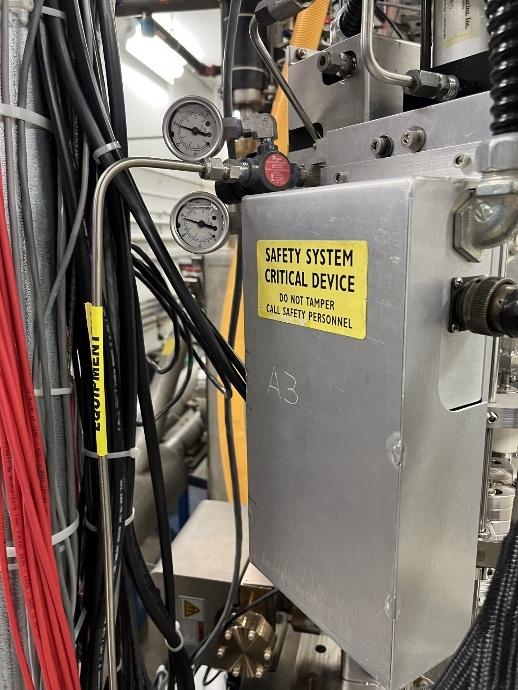 SAFETY SYSTEM
CRITICAL DEVICE
DO NOT TAMPER
CALL SAFETY PERSONNEL
A3
EQUIPMENT